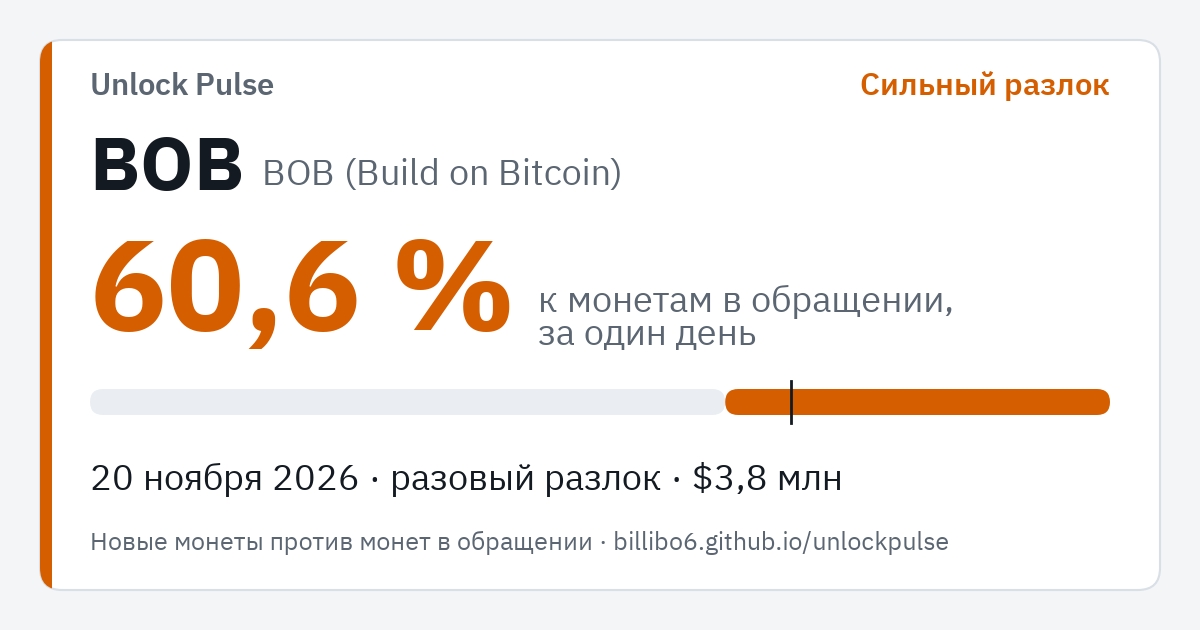 Unlock Pulse
Сильный разлок
BOB BOB (Build on Bitcoin)
60,6 % к монетам в обращении,
за один день
20 ноября 2026 · разовый разлок · $3,8 млн
Новые монеты против монет в обращении · billibo6.github.io/unlockpulse